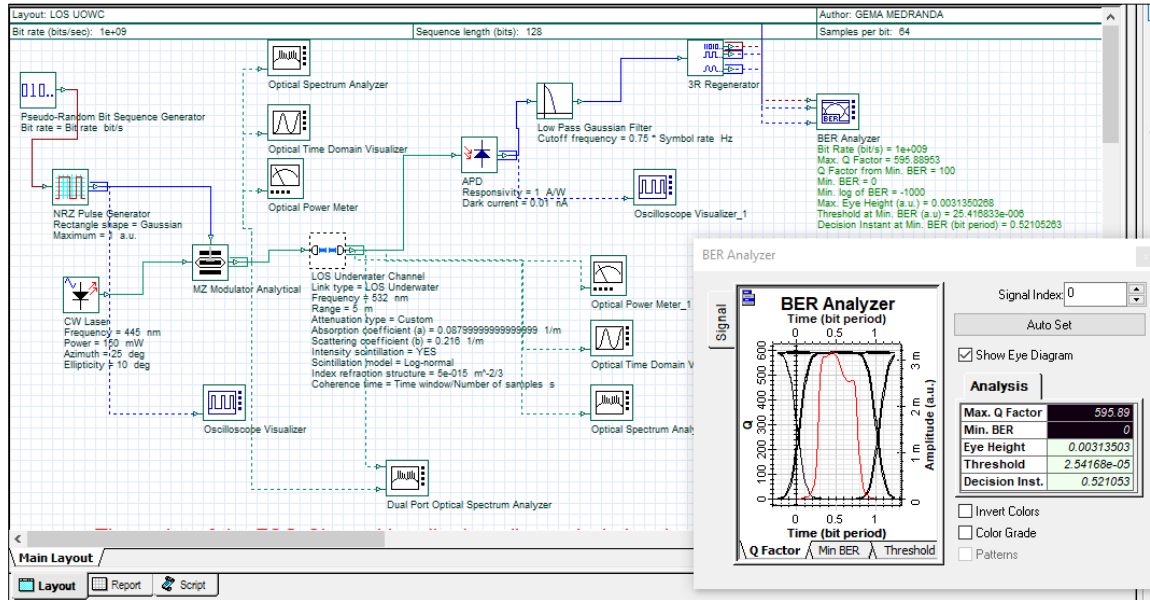 Layout: LOS UOWC
Author: GEMA MEDRANDA
Bit rate (bits/sec): 1e+09
Sequence length (bits): 128
Samples per bit: 64
010..
Pseudo-Random Bit Sequence Generator
Bit rate = Bit rate bit/s
NRZ Pulse Generator
Rectangle shape = Gaussian
Maximum = 1 a.u.
CW Laser
Frequency = 445 nm
Power = 150 mW
Azimuth = 25 deg
Ellipticity = 10 deg
MZ Modulator Analytical
Oscilloscope Visualizer
Optical Spectrum Analyzer
Optical Time Domain Visualizer
Optical Power Meter
LOS Underwater Channel
Link type = LOS Underwater
Frequency = 532 nm
Range = 5 m
Attenuation type = Custom
Absorption coefficient (a) = 0.08799999999999999 1/m
Scattering coefficient (b) = 0.216 1/m
Intensity scintillation = YES
Scintillation model = Log-normal
Index refraction structure = 5e-015 m^-2/3
Coherence time = Time window/Number of samples s
Dual Port Optical Spectrum Analyzer
APD
Responsivity = 1 A/W
Dark current = 0.01 nA
Low Pass Gaussian Filter
Cutoff frequency = 0.75 * Symbol rate Hz
3R Regenerator
Oscilloscope Visualizer_1
Optical Power Meter_1
Optical Time Domain V
Optical Spectrum Analy
BER
BER Analyzer
Bit Rate (bit/s) = 1e+009
Max. Q Factor = 595.88953
Q Factor from Min. BER = 100
Min. BER = 0
Min. log of BER = -1000
Max. Eye Height (a.u.) = 0.0031350268
Threshold at Min. BER (a.u) = 25.416833e-006
Decision Instant at Min. BER (bit period) = 0.52105263
BER Analyzer
Signal
BER Analyzer
Time (bit period)
0 0.5 1
Q
0 100 200 300 400 500 600
Amplitude (a.u.)
0 1 m 2 m 3 m
0 0.5 1
Time (bit period)
Q Factor
Min BER
Threshold
Signal Index: 0
Auto Set
Show Eye Diagram
Analysis
Max. Q Factor 595.89
Min. BER 0
Eye Height 0.00313503
Threshold 2.54168e-05
Decision Inst. 0.521053
Invert Colors
Color Grade
Patterns
Main Layout
Layout
Report
Script